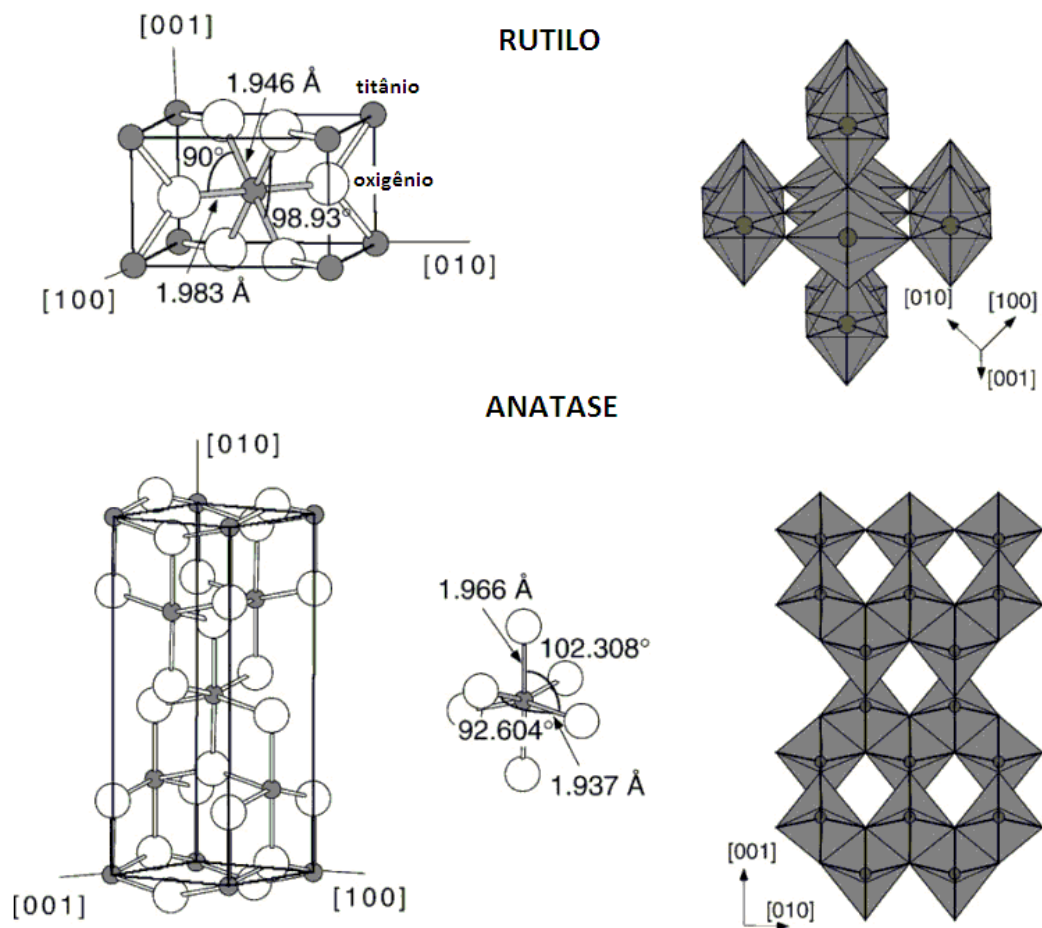 RUTILO
[001]
1.946 Å
titânio
90°
oxigênio
98.93°
[010]
[100]
1.983 Å
[010]
[100]
[001]
ANATASE
[010]
1.966 Å
102.308°
92.604°
1.937 Å
[001]
[100]
[001]
[010]